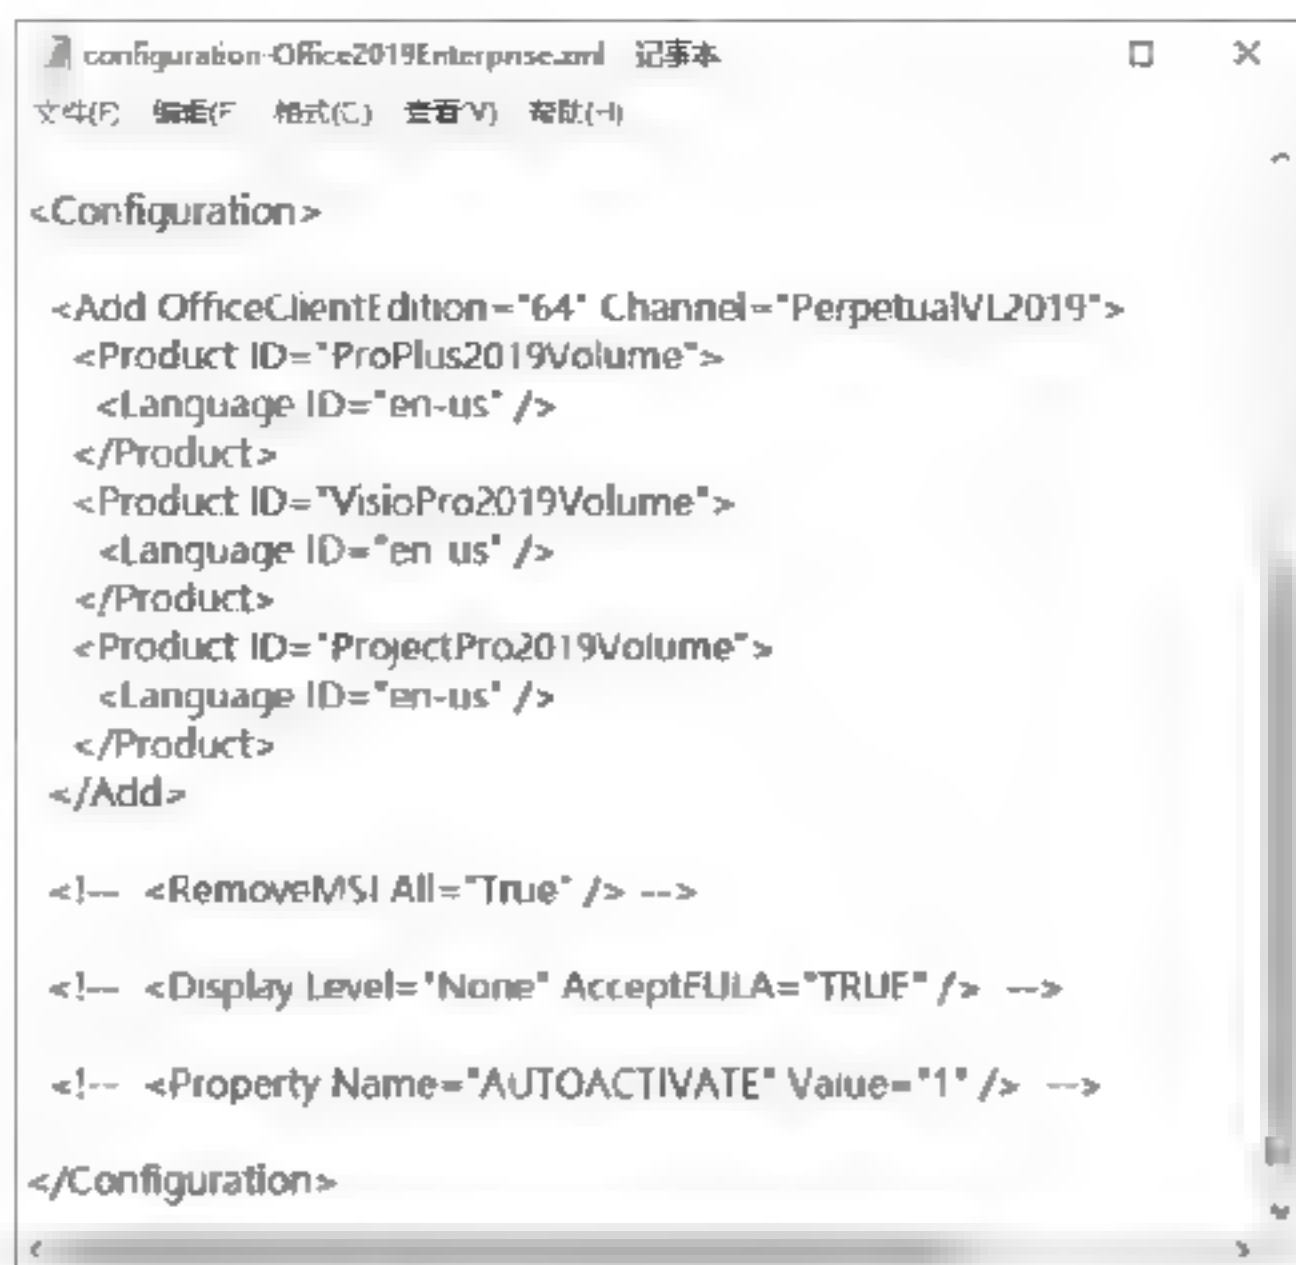 configuration-Office2019Enterprise.xml 记事本
文件(F) 编辑(E 格式(O) 查看(V) 帮助(H)
<Configuration>
<Add OfficeClientEdition="64" Channel="PerpetualVL2019">
<Product ID="ProPlus2019Volume">
<Language ID="en-us" />
</Product>
<Product ID="VisioPro2019Volume">
<Language ID="en-us" />
</Product>
<Product ID="ProjectPro2019Volume">
<Language ID="en-us" />
</Product>
</Add>
<!-- <RemoveMSI All="True" /> -->
<!-- <Display Level="None" AcceptEULA="TRUE" /> -->
<!-- <Property Name="AUTOACTIVATE" Value="1" /> -->
</Configuration>